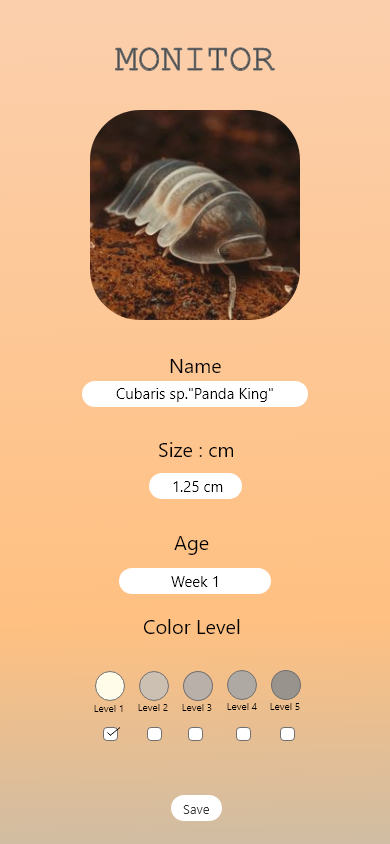 MONITOR
Name
Cubaris sp."Panda King"
Size : cm
1.25 cm
Age
Week 1
Color Level
Level 1 Level 2 Level 3 Level 4 Level 5
Save